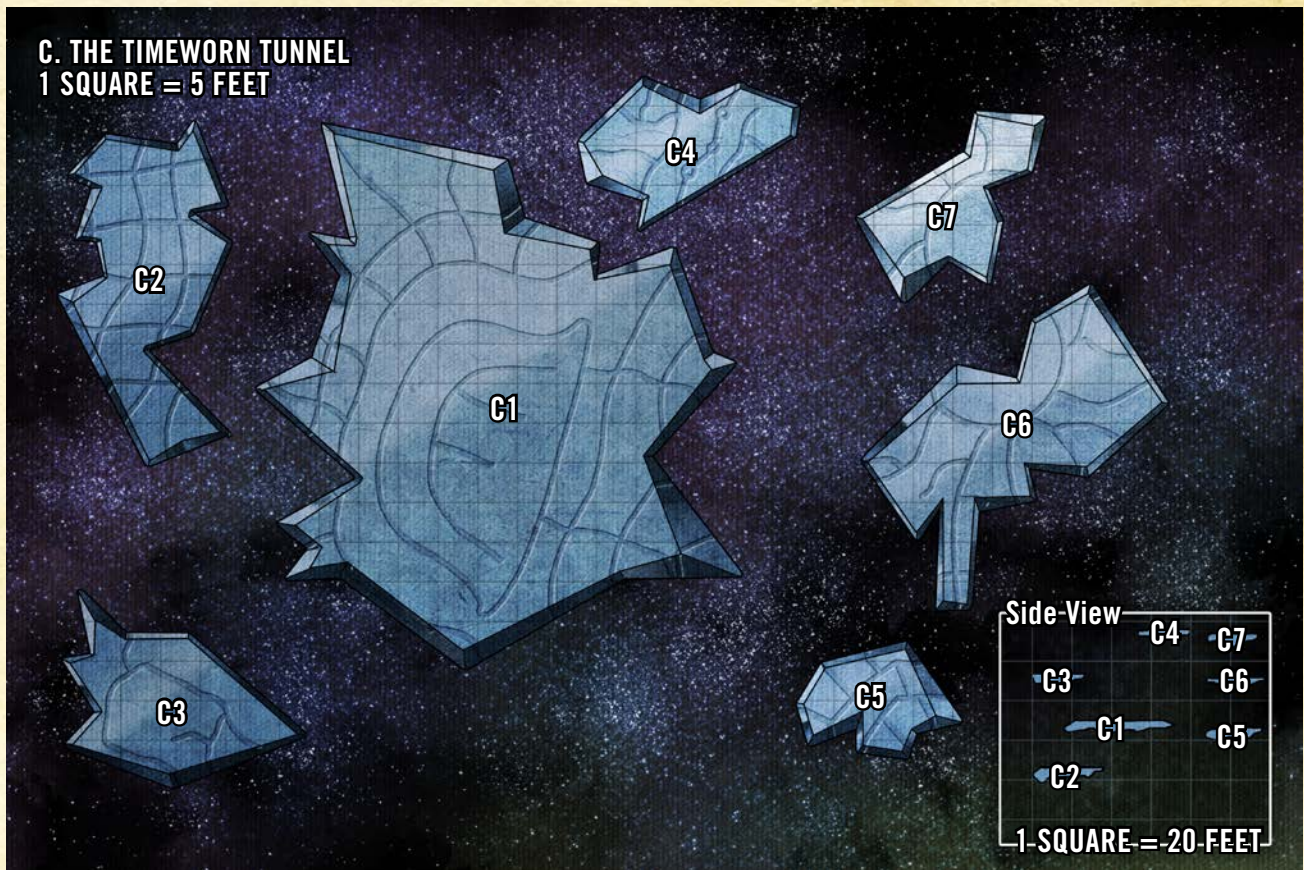 C. THE TIMEWORN TUNNEL
1 SQUARE = 5 FEET
C4
C7
C2
C1
C6
C3
C5
Side View
C4
C7
C3
C6
C1
C5
C2
1 SQUARE = 20 FEET